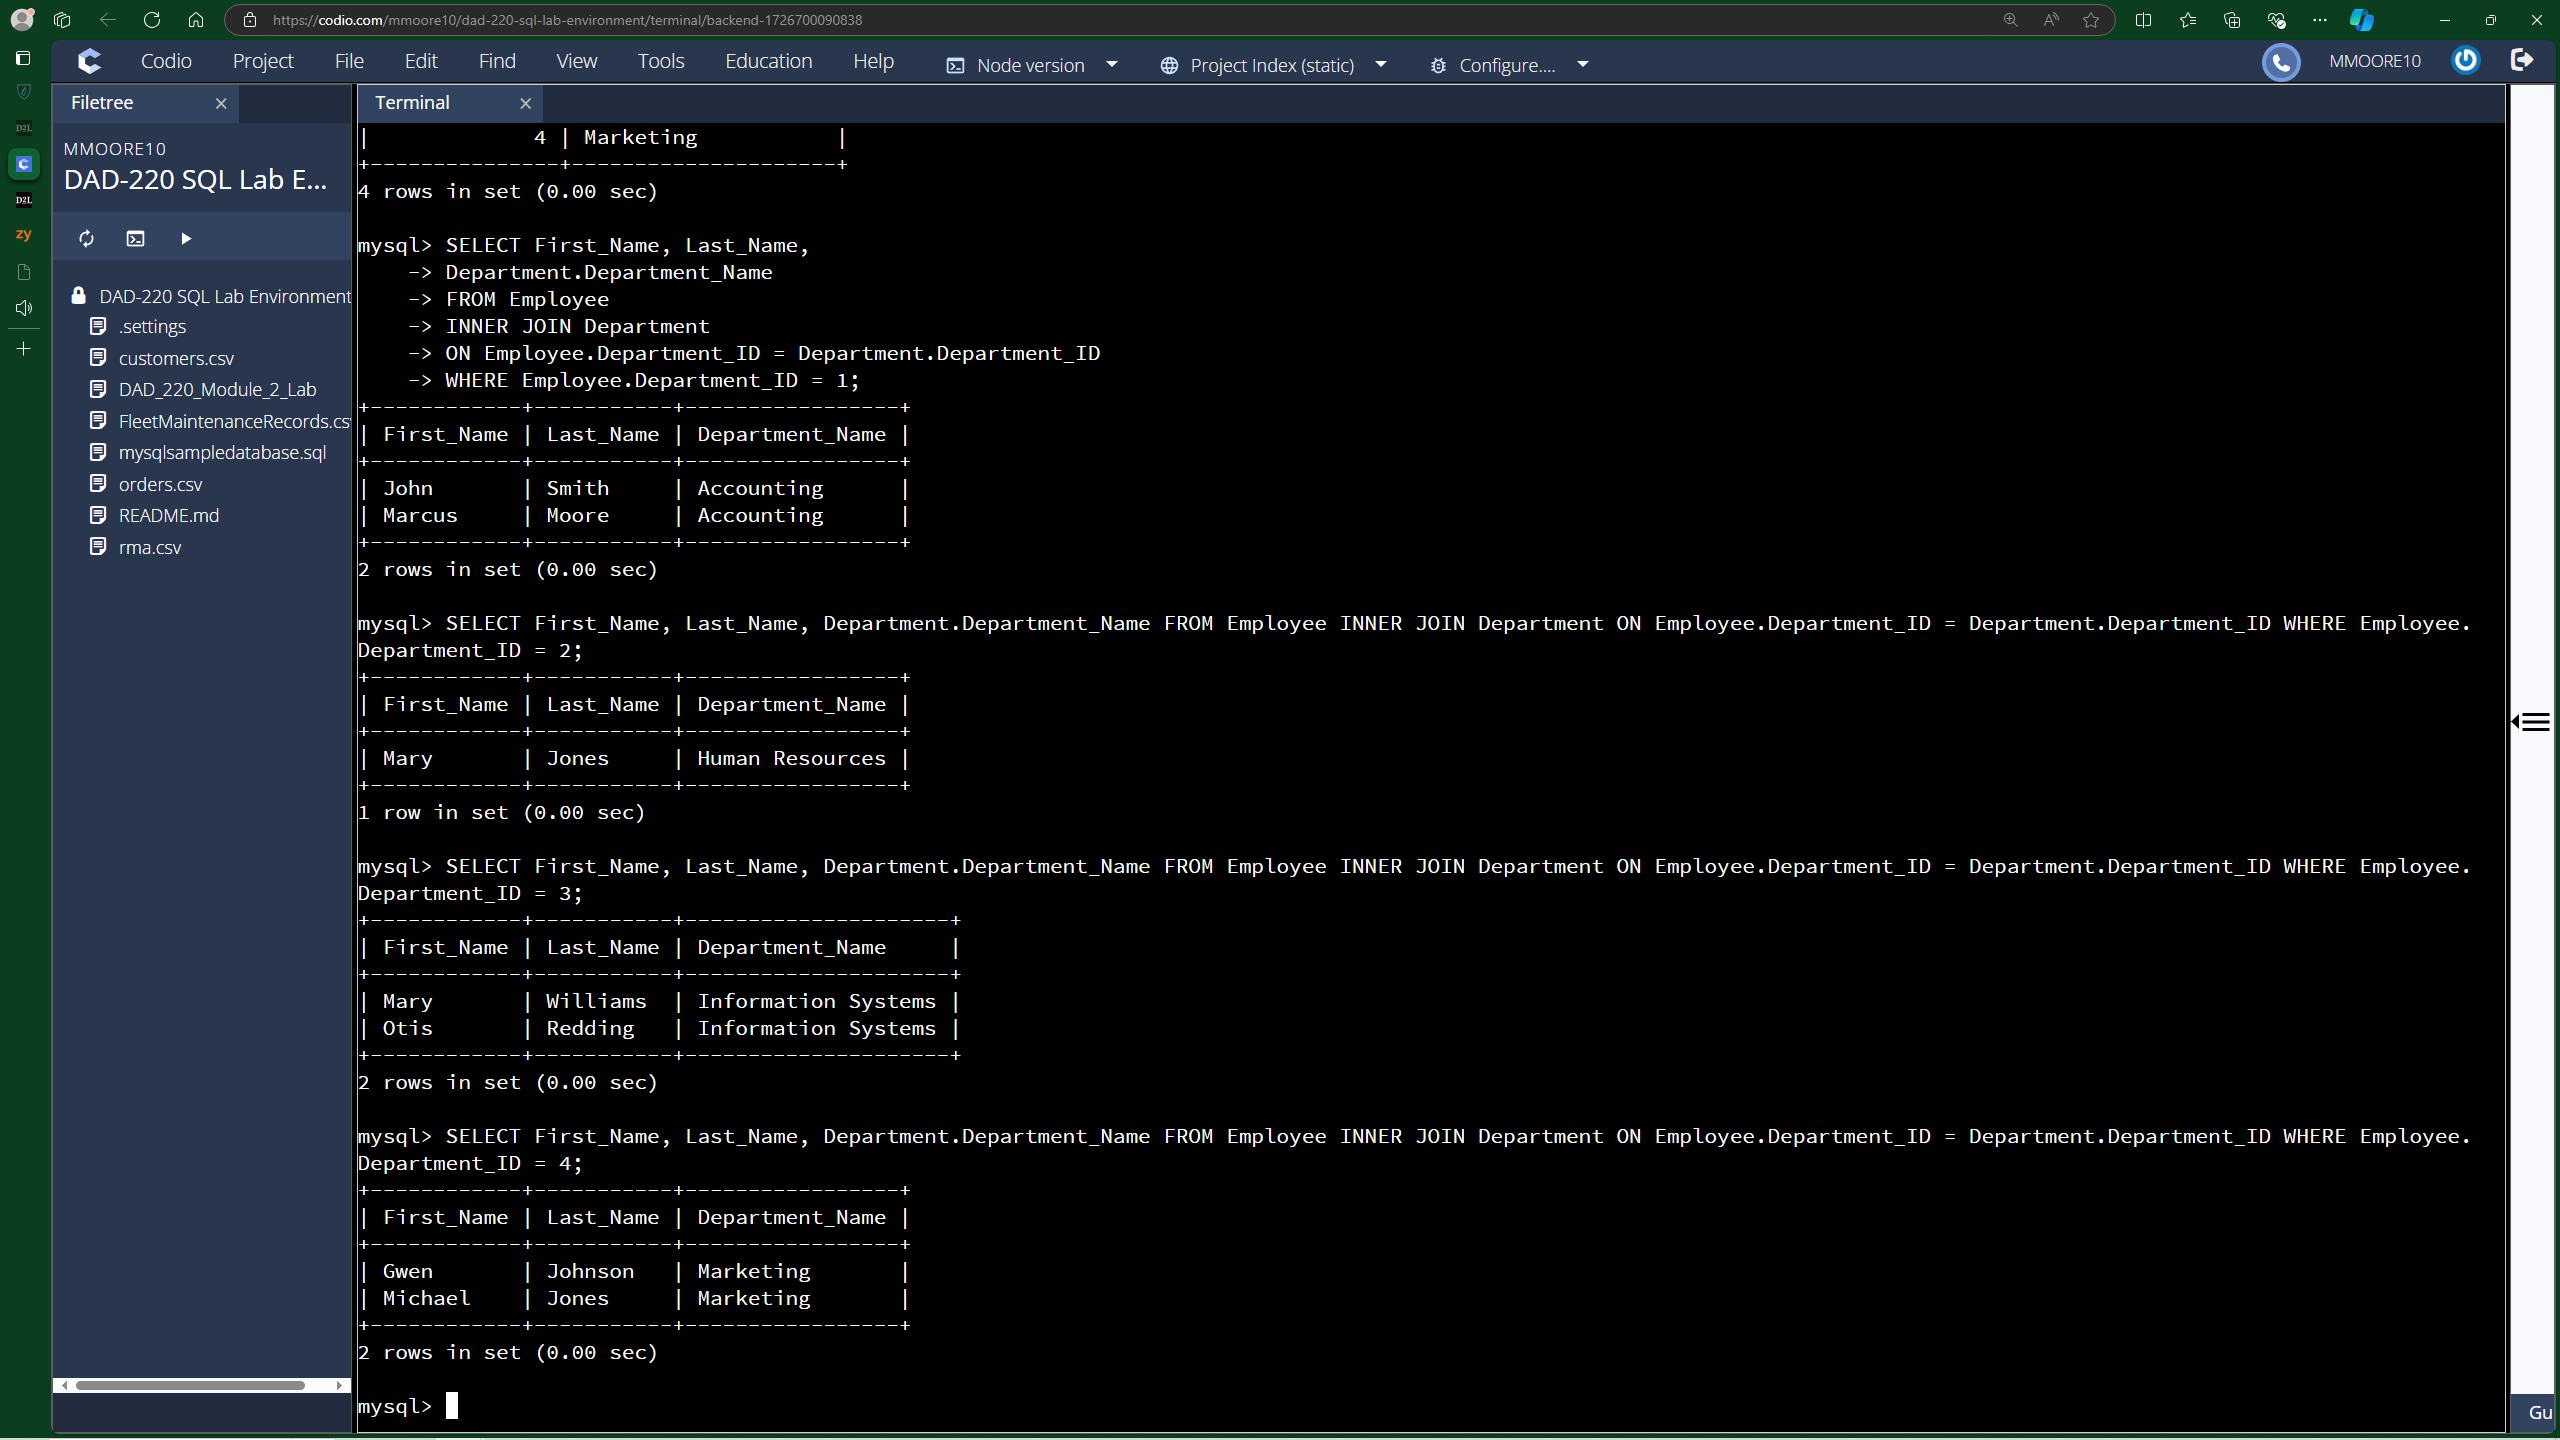 https://codio.com/mmoore10/dad-220-sql-lab-environment/terminal/backend-1726700090838
Codio Project File Edit Find View Tools Education Help Node version Project Index (static) Configure.... MMOORE10
Filetree
Terminal
D2L
D2L
zy
MMOORE10
DAD-220 SQL Lab E...
DAD-220 SQL Lab Environment
.settings
customers.csv
DAD_220_Module_2_Lab
FleetMaintenanceRecords.cs
mysqlsampledatabase.sql
orders.csv
README.md
rma.csv
|             4 | Marketing           |
+---------------+---------------------+
4 rows in set (0.00 sec)
mysql> SELECT First_Name, Last_Name,
    -> Department.Department_Name
    -> FROM Employee
    -> INNER JOIN Department
    -> ON Employee.Department_ID = Department.Department_ID
    -> WHERE Employee.Department_ID = 1;
+------------+-----------+-----------------+
| First_Name | Last_Name | Department_Name |
+------------+-----------+-----------------+
| John       | Smith     | Accounting      |
| Marcus     | Moore     | Accounting      |
+------------+-----------+-----------------+
2 rows in set (0.00 sec)
mysql> SELECT First_Name, Last_Name, Department.Department_Name FROM Employee INNER JOIN Department ON Employee.Department_ID = Department.Department_ID WHERE Employee.
Department_ID = 2;
+------------+-----------+-----------------+
| First_Name | Last_Name | Department_Name |
+------------+-----------+-----------------+
| Mary       | Jones     | Human Resources |
+------------+-----------+-----------------+
1 row in set (0.00 sec)
mysql> SELECT First_Name, Last_Name, Department.Department_Name FROM Employee INNER JOIN Department ON Employee.Department_ID = Department.Department_ID WHERE Employee.
Department_ID = 3;
+------------+-----------+---------------------+
| First_Name | Last_Name | Department_Name     |
+------------+-----------+---------------------+
| Mary       | Williams  | Information Systems |
| Otis       | Redding   | Information Systems |
+------------+-----------+---------------------+
2 rows in set (0.00 sec)
mysql> SELECT First_Name, Last_Name, Department.Department_Name FROM Employee INNER JOIN Department ON Employee.Department_ID = Department.Department_ID WHERE Employee.
Department_ID = 4;
+------------+-----------+-----------------+
| First_Name | Last_Name | Department_Name |
+------------+-----------+-----------------+
| Gwen       | Johnson   | Marketing       |
| Michael    | Jones     | Marketing       |
+------------+-----------+-----------------+
2 rows in set (0.00 sec)
mysql>
Gu